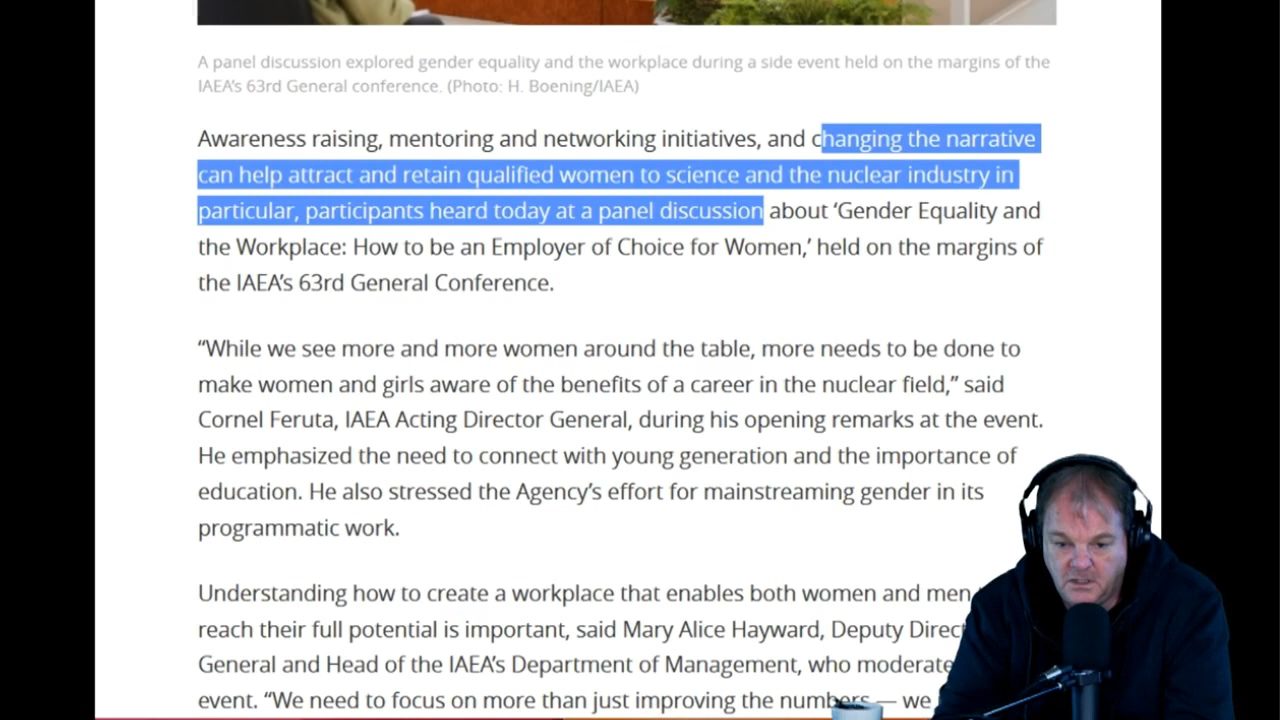 A panel discussion explored gender equality and the workplace during a side event held on the margins of the
IAEA’s 63rd General conference. (Photo: H. Boening/IAEA)
Awareness raising, mentoring and networking initiatives, and changing the narrative
can help attract and retain qualified women to science and the nuclear industry in
particular, participants heard today at a panel discussion about ‘Gender Equality and
the Workplace: How to be an Employer of Choice for Women,’ held on the margins of
the IAEA’s 63rd General Conference.
“While we see more and more women around the table, more needs to be done to
make women and girls aware of the benefits of a career in the nuclear field,” said
Cornel Feruta, IAEA Acting Director General, during his opening remarks at the event.
He emphasized the need to connect with young generation and the importance of
education. He also stressed the Agency’s effort for mainstreaming gender in its
programmatic work.
Understanding how to create a workplace that enables both women and men
reach their full potential is important, said Mary Alice Hayward, Deputy
General and Head of the IAEA’s Department of Management, who
event. “We need to focus on more than just improving the numbers — we